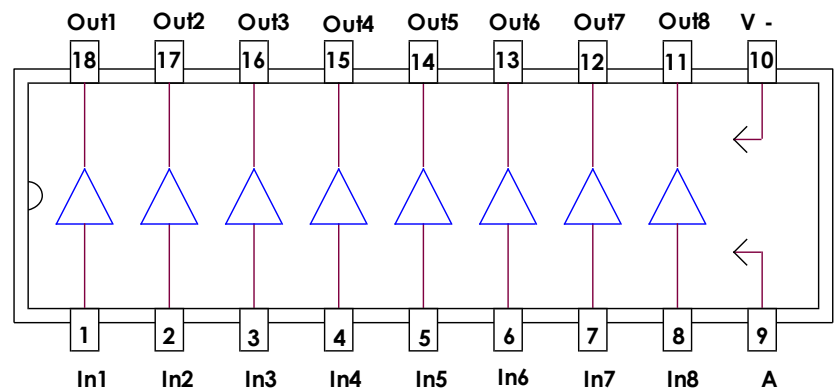 Out1 Out2 Out3 Out4 Out5 Out6 Out7 Out8 V -
18 17 16 15 14 13 12 11 10
1 2 3 4 5 6 7 8 9
In1 In2 In3 In4 In5 In6 In7 In8 A